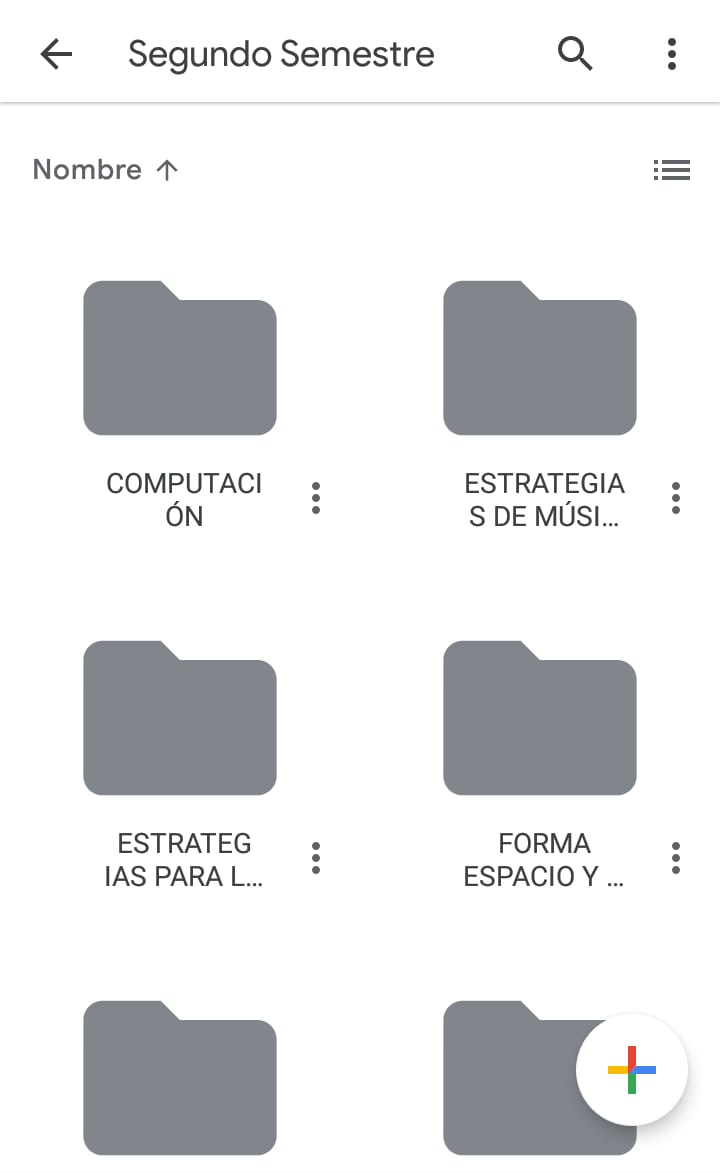 Segundo Semestre
Nombre
COMPUTACI
ÓN
ESTRATEGIA
S DE MÚSI...
ESTRATEG
IAS PARA L...
FORMA
ESPACIO Y ...